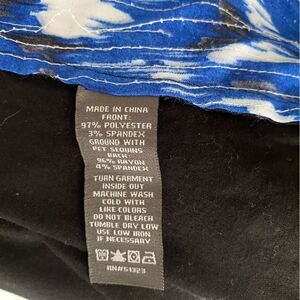 MADE IN CHINA
FRONT:
97% POLYESTER
3% SPANDEX
GROUND WITH
PET SEQUINS
BACK:
96% RAYON
4% SPANDEX
TURN GARMENT
INSIDE OUT
MACHINE WASH
COLD WITH
LIKE COLORS
DO NOT BLEACH
TUMBLE DRY LOW
USE LOW IRON
IF NECESSARY
RN#51323